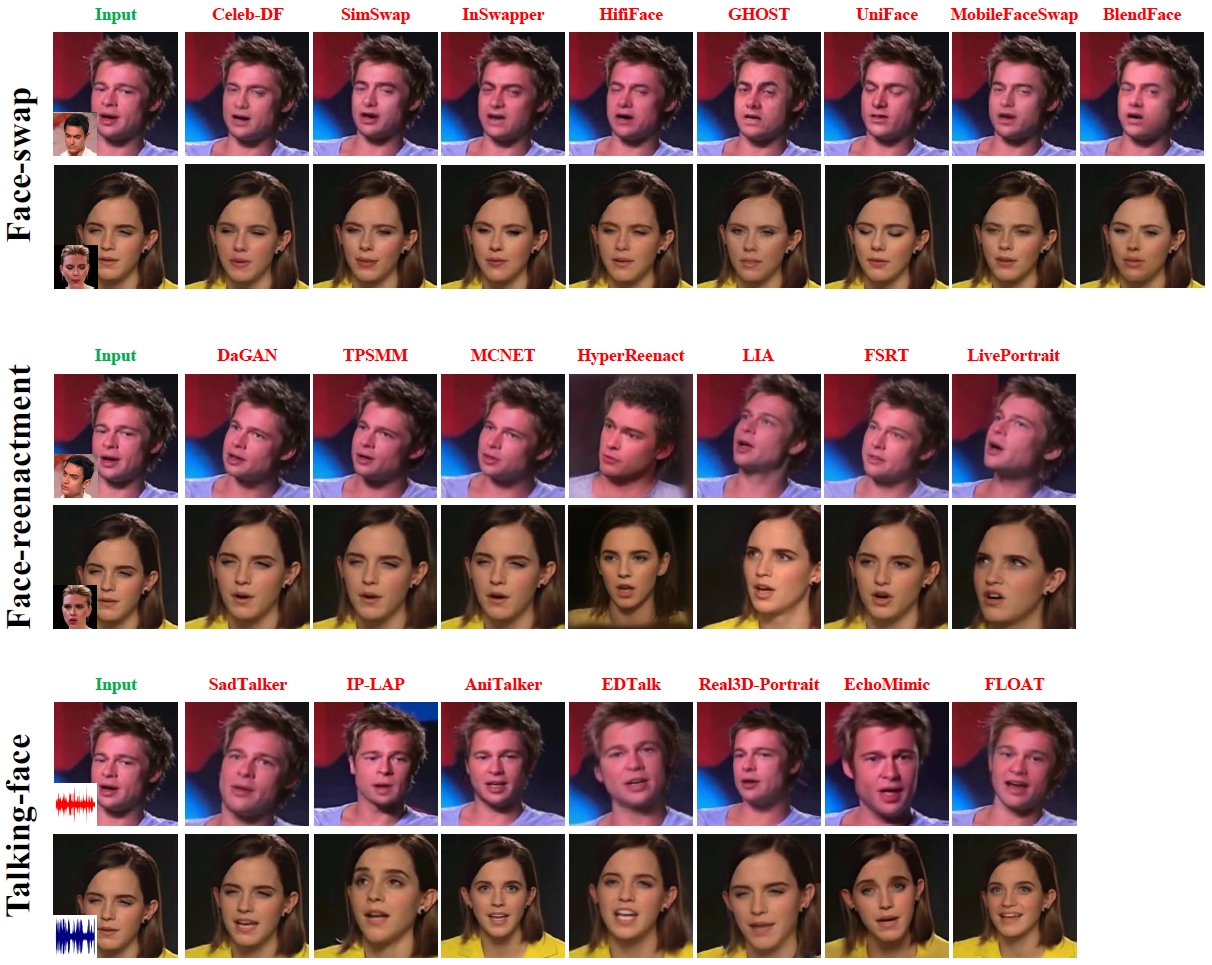 Input Celeb-DF SimSwap InSwapper HifiFace GHOST UniFace MobileFaceSwap BlendFace
Face-swap
Input DaGAN TPSMM MCNET HyperReenact LIA FSRT LivePortrait
Face-reenactment
Input SadTalker IP-LAP AniTalker EDTalk Real3D-Portrait EchoMimic FLOAT
Talking-face